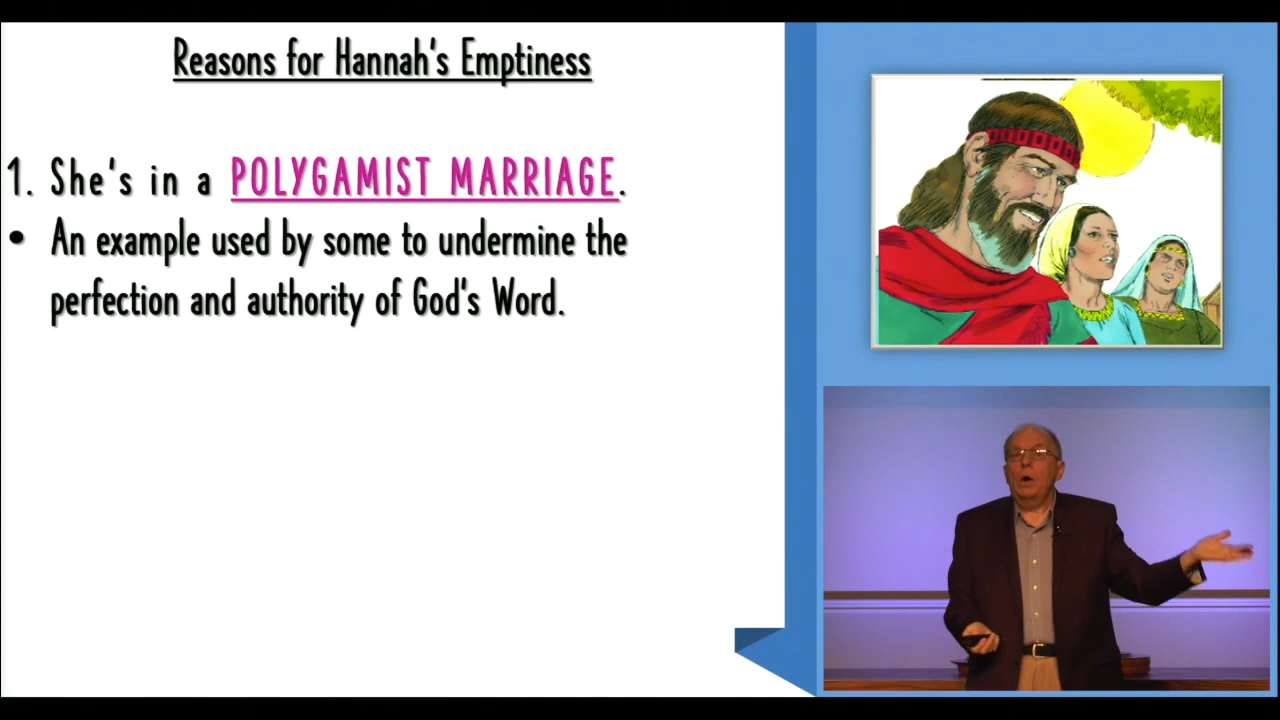 Reasons for Hannah's Emptiness
1. She's in a POLYGAMIST MARRIAGE.
• An example used by some to undermine the
perfection and authority of God's Word.